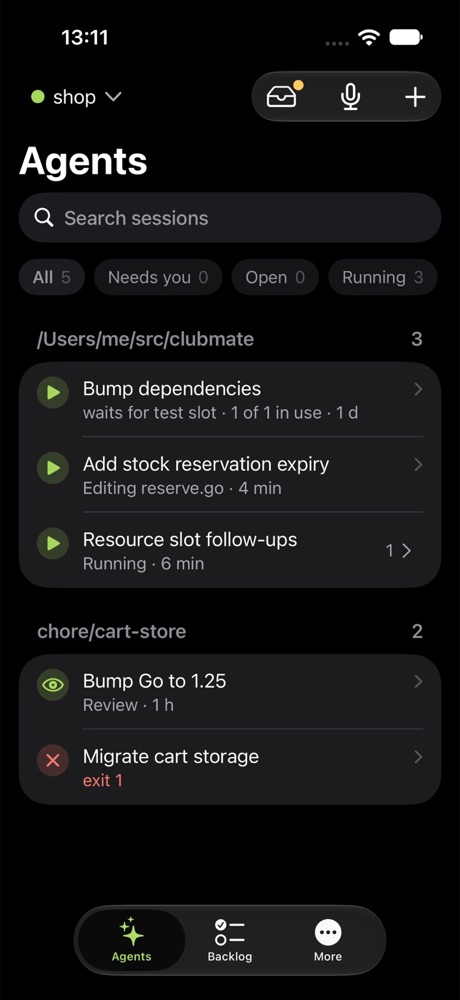 13:11
shop
Agents
Search sessions
All 5
Needs you 0
Open 0
Running 3
/Users/me/src/clubmate 3
Bump dependencies
waits for test slot · 1 of 1 in use · 1 d
Add stock reservation expiry
Editing reserve.go · 4 min
Resource slot follow-ups
1
Running · 6 min
chore/cart-store 2
Bump Go to 1.25
Review · 1 h
Migrate cart storage
exit 1
Agents
Backlog
More